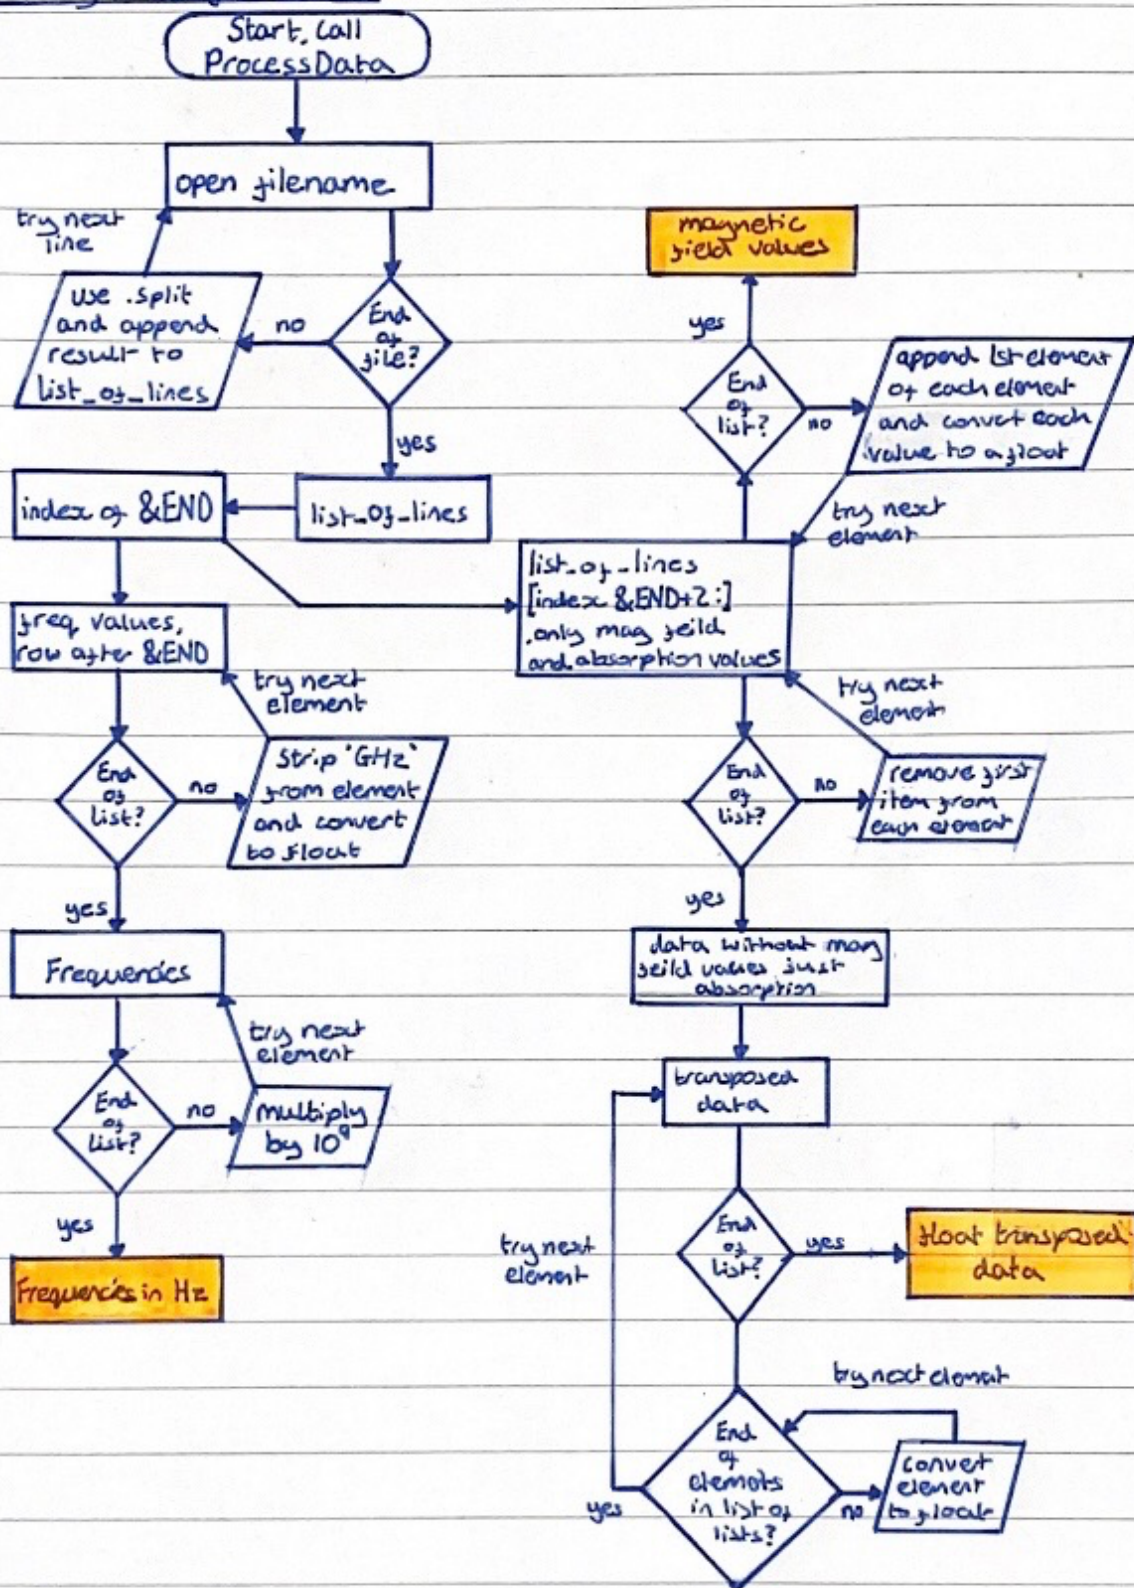 Start, Call
ProcessData
open filename
try next
line
use .split
and append
result to
list_of_lines
no
End
of
file?
yes
list_of_lines
index of &END
freq values,
row after &END
try next
element
End
of
list?
no
Strip 'GHz'
from element
and convert
to float
yes
Frequencies
try next
element
End
of
list?
no
multiply
by 10⁹
yes
Frequencies in Hz
magnetic
field values
yes
End
of
list?
no
append 1st element
of each element
and convert each
value to a float
try next
element
list_of_lines
[index &END+2:]
only mag feild
and absorption values
try next
element
End
of
list?
no
remove first
item from
each element
yes
data without mag
feild values just
absorption
transposed
data
try next
element
End
of
list?
yes
float transposed
data
try next element
End
of
elements
in list of
lists?
yes
no
convert
element
to float